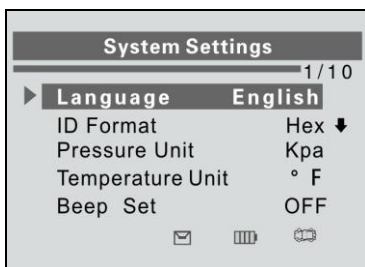 System Settings
1/10
Language English
ID Format Hex
Pressure Unit Kpa
Temperature Unit ° F
Beep Set OFF